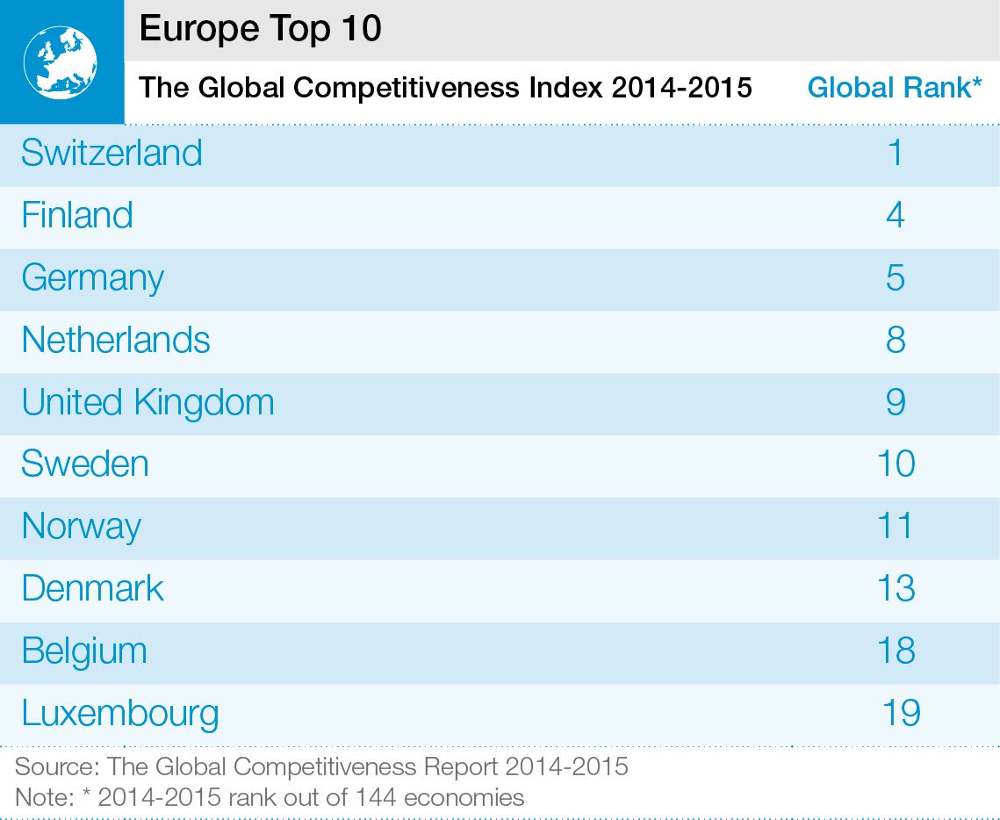 Europe Top 10
The Global Competitiveness Index 2014-2015 Global Rank*
Switzerland 1
Finland 4
Germany 5
Netherlands 8
United Kingdom 9
Sweden 10
Norway 11
Denmark 13
Belgium 18
Luxembourg 19
Source: The Global Competitiveness Report 2014-2015
Note: * 2014-2015 rank out of 144 economies